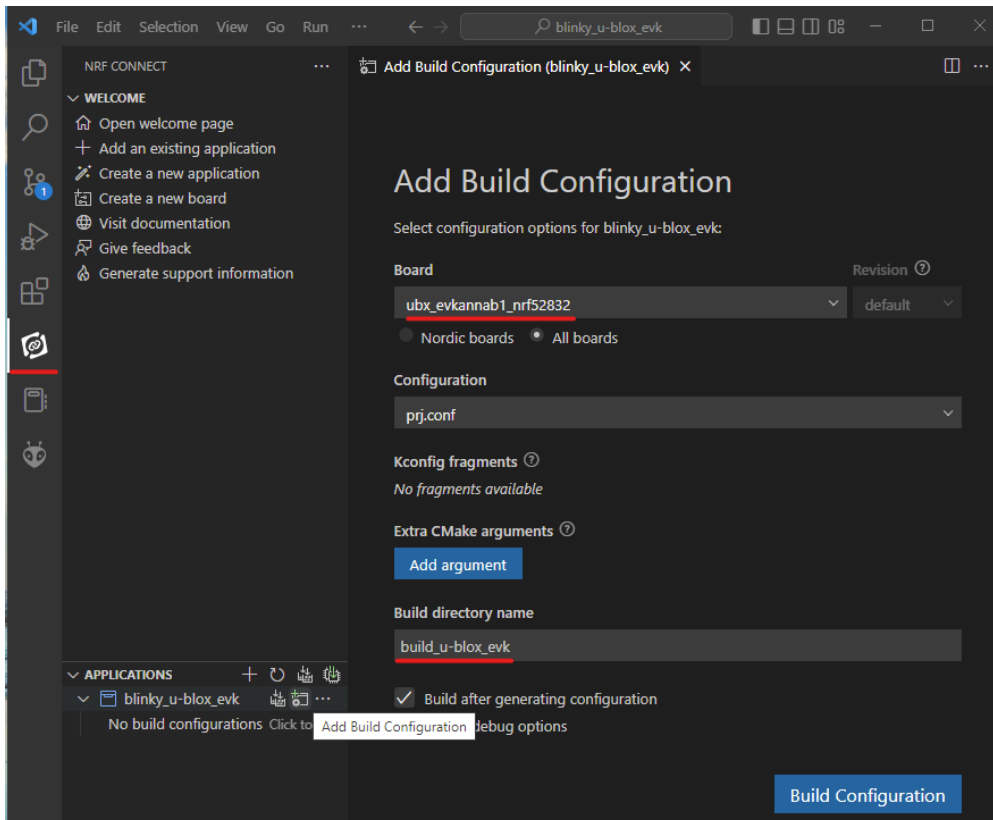 File Edit Selection View Go Run ··· blinky_u-blox_evk
NRF CONNECT ···
Add Build Configuration (blinky_u-blox_evk)
WELCOME
Open welcome page
Add an existing application
Create a new application
Create a new board
Visit documentation
Give feedback
Generate support information
1
Add Build Configuration
Select configuration options for blinky_u-blox_evk:
Board Revision
ubx_evkannab1_nrf52832 default
Nordic boards All boards
Configuration
prj.conf
Kconfig fragments
No fragments available
Extra CMake arguments
Add argument
Build directory name
build_u-blox_evk
Build after generating configuration
debug options
Build Configuration
APPLICATIONS
blinky_u-blox_evk ···
No build configurations Click to
Add Build Configuration